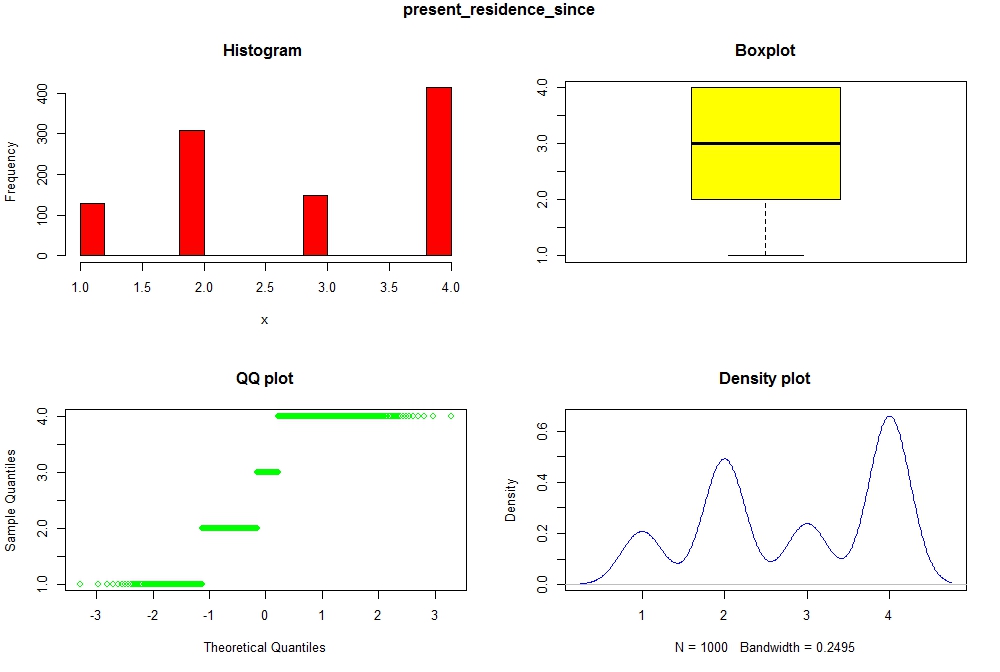 present_residence_since
Histogram
Frequency
0 100 200 300 400
1.0 1.5 2.0 2.5 3.0 3.5 4.0
x
Boxplot
1.0 2.0 3.0 4.0
QQ plot
Sample Quantiles
1.0 2.0 3.0 4.0
-3 -2 -1 0 1 2 3
Theoretical Quantiles
Density plot
Density
0.0 0.2 0.4 0.6
1 2 3 4
N = 1000 Bandwidth = 0.2495